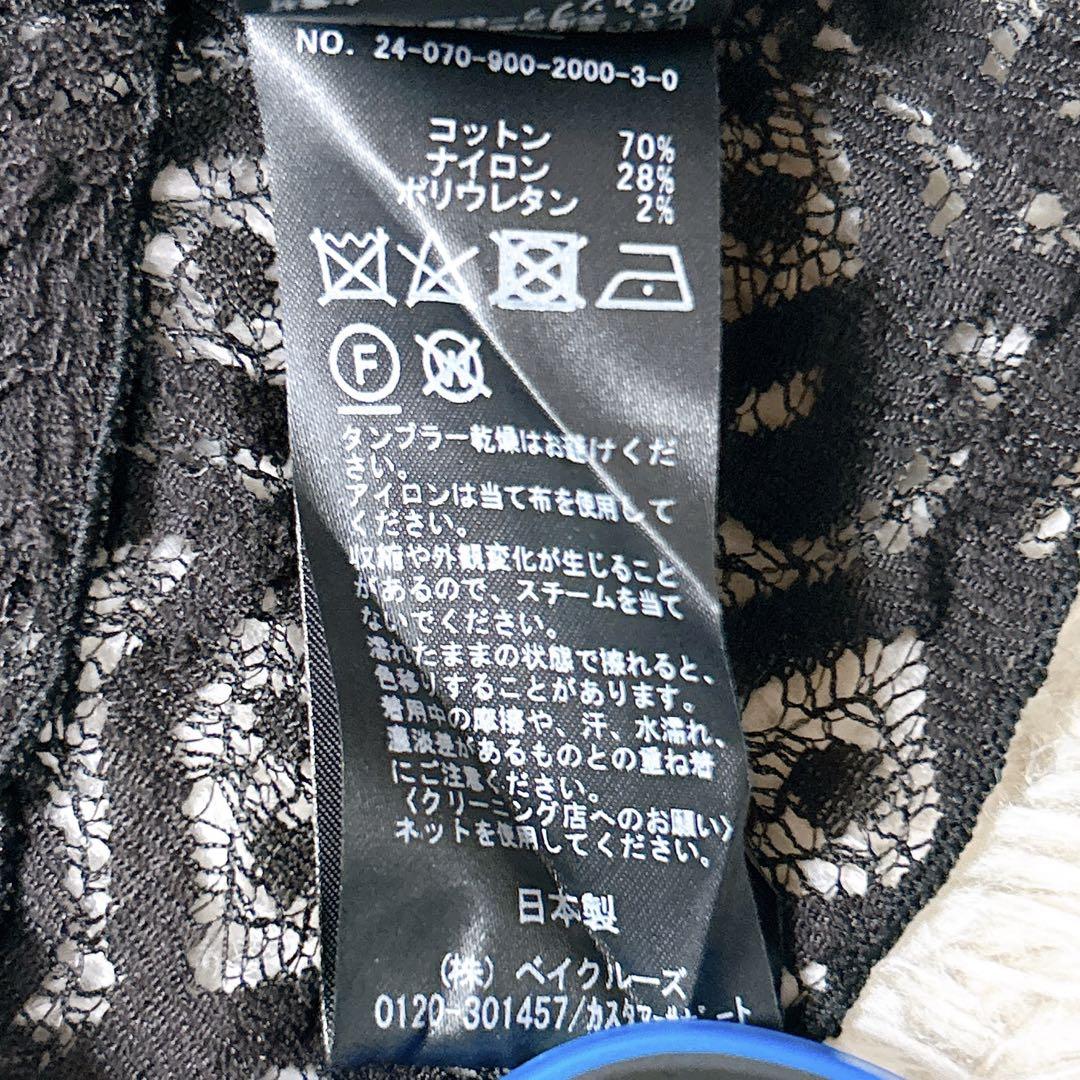 NO. 24-070-900-2000-3-0
コットン 70%
ナイロン 28%
ポリウレタン 2%
F
W
タンブラー乾燥はお避けくだ
さい。
アイロンは当て布を使用して
ください。
収縮や外観変化が生じること
があるので、スチームを当て
ないでください。
濡れたままの状態で擦れると、
色移りすることがあります。
着用中の摩擦や、汗、水濡れ、
濃淡差があるものとの重ね着
にご注意ください。
〈クリーニング店へのお願い〉
ネットを使用してください。
日本製
(株) ベイクルーズ
0120-301457/カスタマーサポート